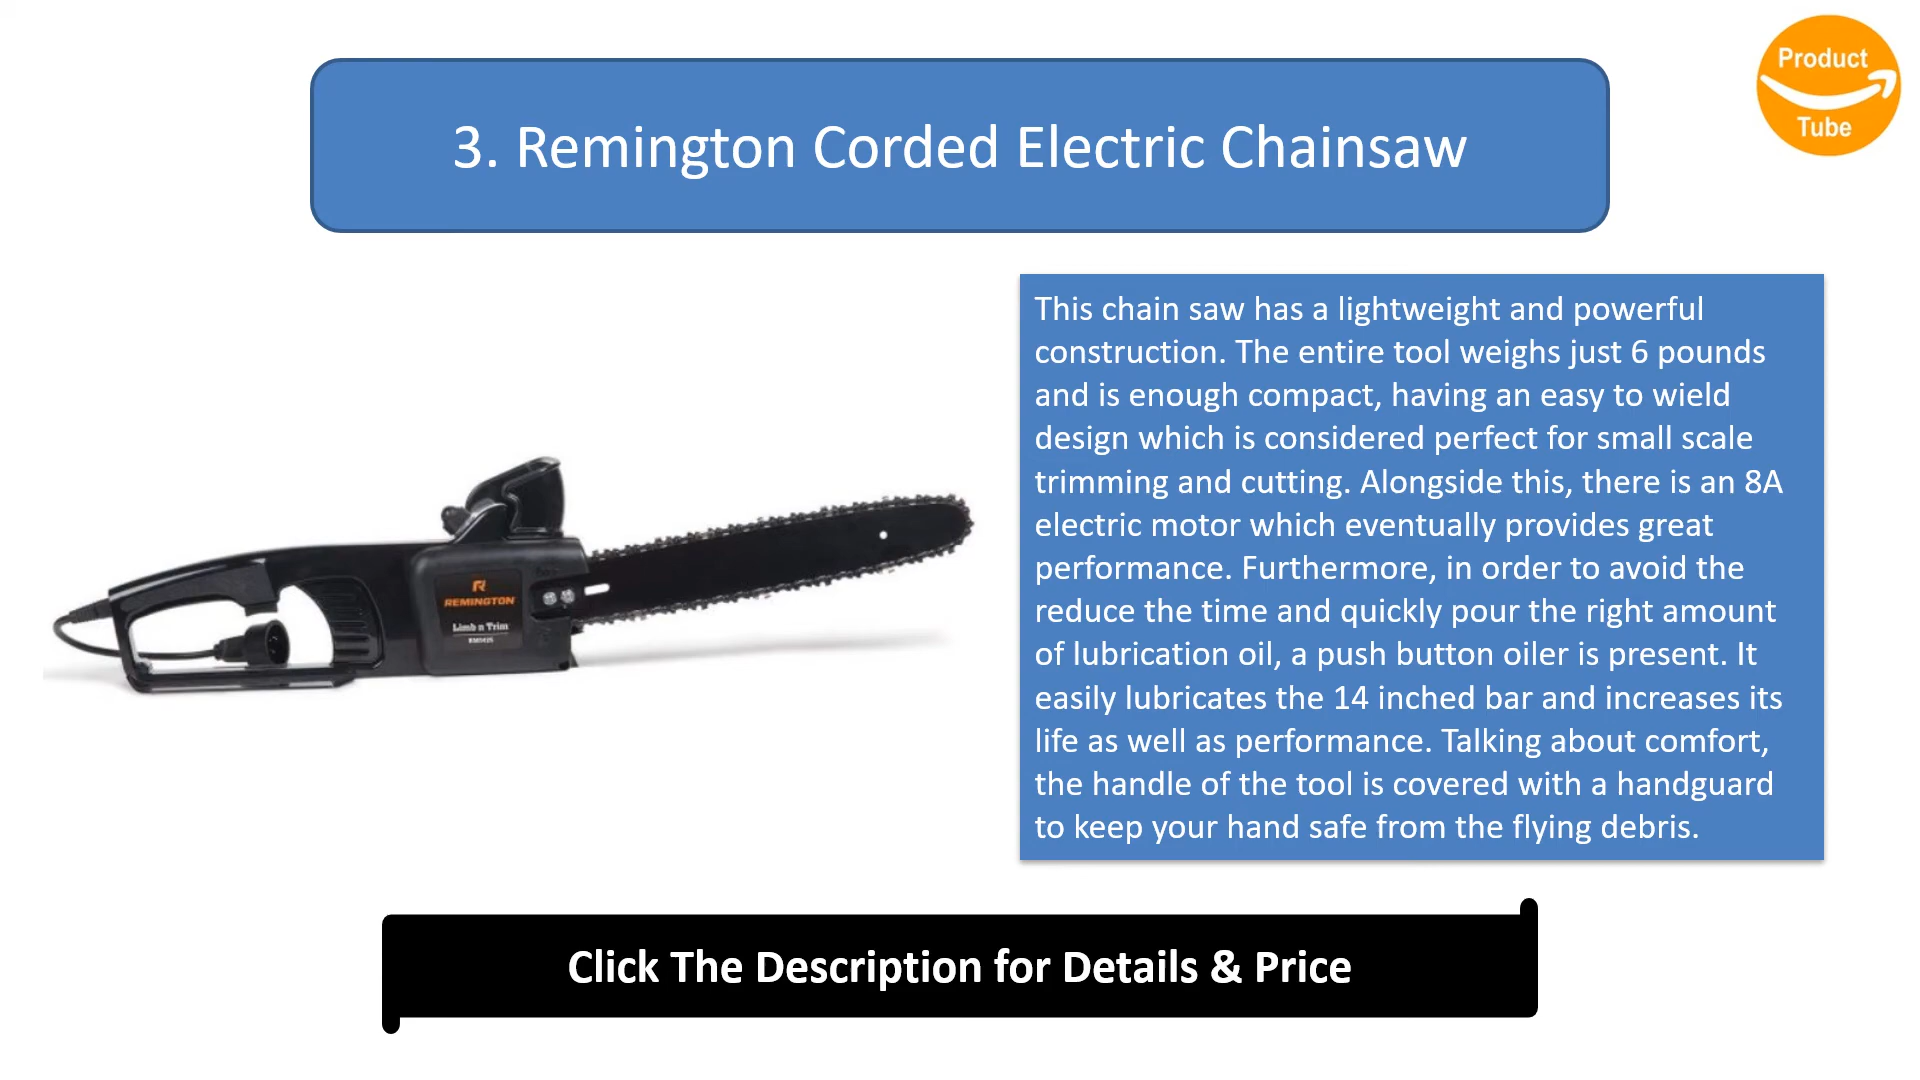 Product
Tube
3. Remington Corded Electric Chainsaw
This chain saw has a lightweight and powerful
construction. The entire tool weighs just 6 pounds
and is enough compact, having an easy to wield
design which is considered perfect for small scale
trimming and cutting. Alongside this, there is an 8A
electric motor which eventually provides great
performance. Furthermore, in order to avoid the
reduce the time and quickly pour the right amount
of lubrication oil, a push button oiler is present. It
easily lubricates the 14 inched bar and increases its
life as well as performance. Talking about comfort,
the handle of the tool is covered with a handguard
to keep your hand safe from the flying debris.
R
REMINGTON
Limb n Trim
Click The Description for Details & Price